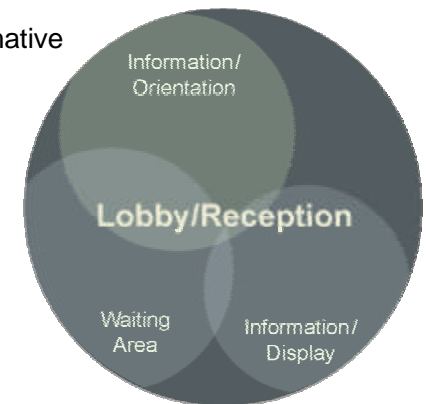 Information/
Orientation
Lobby/Reception
Waiting
Area
Information/
Display